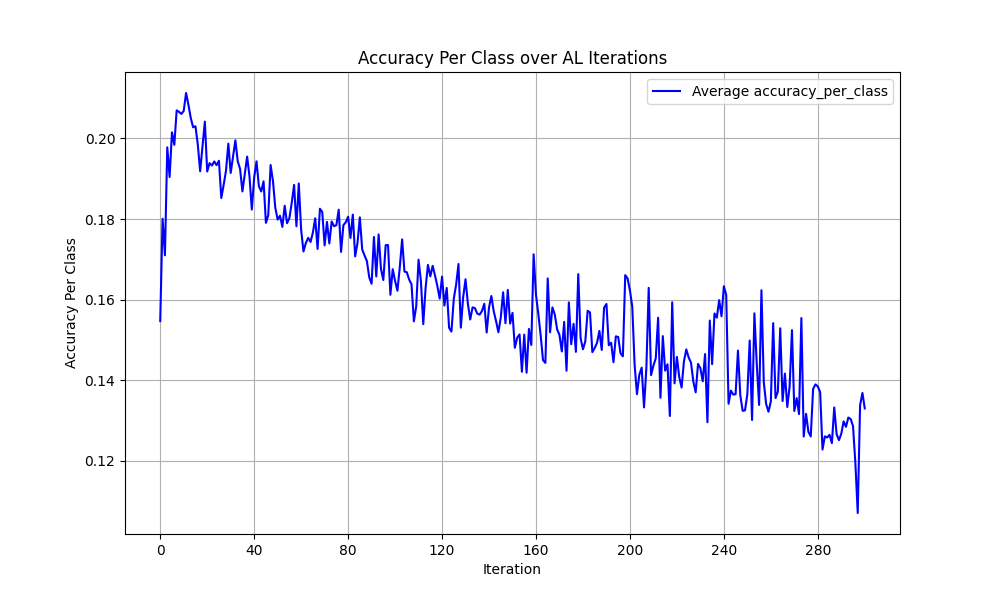 Accuracy Per Class over AL Iterations
Average accuracy_per_class
Accuracy Per Class
0.20
0.18
0.16
0.14
0.12
0 40 80 120 160 200 240 280
Iteration